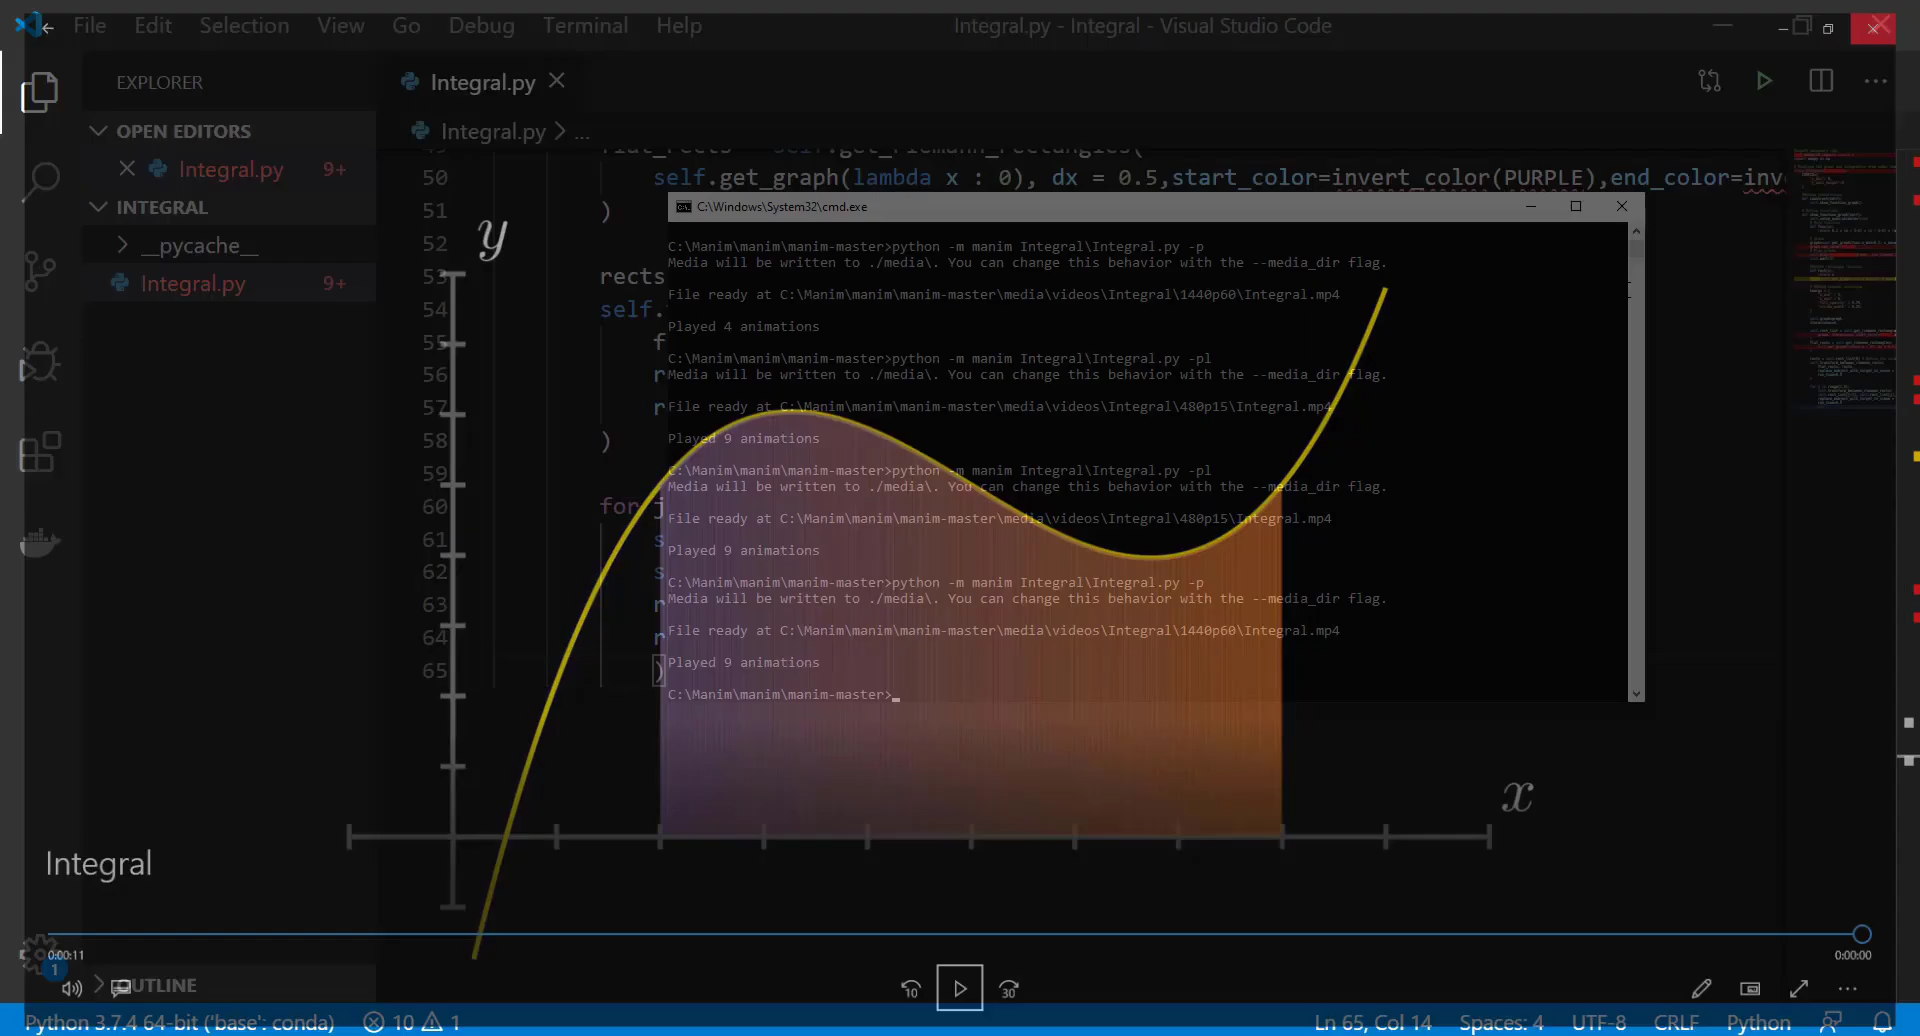 File Edit Selection View Go Debug Terminal Help
Integral.py - Integral - Visual Studio Code
EXPLORER
OPEN EDITORS
Integral.py 9+
INTEGRAL
__pycache__
Integral.py 9+
Integral.py
Integral.py > ...
50 self.get_graph(lambda x : 0), dx = 0.5,start_color=invert_color(PURPLE),end_color=inv
51 )
52
53 rects
54 self.
55 f
56 r
57 r
58 )
59
60 for j
61 s
62 s
63 r
64 r
65 )
y
x
C:\Windows\System32\cmd.exe
C:\Manim\manim\manim-master>python -m manim Integral\Integral.py -p
Media will be written to ./media\. You can change this behavior with the --media_dir flag.
File ready at C:\Manim\manim\manim-master\media\videos\Integral\1440p60\Integral.mp4
Played 4 animations
C:\Manim\manim\manim-master>python -m manim Integral\Integral.py -pl
Media will be written to ./media\. You can change this behavior with the --media_dir flag.
File ready at C:\Manim\manim\manim-master\media\videos\Integral\480p15\Integral.mp4
Played 9 animations
C:\Manim\manim\manim-master>python -m manim Integral\Integral.py -pl
Media will be written to ./media\. You can change this behavior with the --media_dir flag.
File ready at C:\Manim\manim\manim-master\media\videos\Integral\480p15\Integral.mp4
Played 9 animations
C:\Manim\manim\manim-master>python -m manim Integral\Integral.py -p
Media will be written to ./media\. You can change this behavior with the --media_dir flag.
File ready at C:\Manim\manim\manim-master\media\videos\Integral\1440p60\Integral.mp4
Played 9 animations
C:\Manim\manim\manim-master>
Integral
0:00:11
0:00:00
1
OUTLINE
10
30
Python 3.7.4 64-bit ('base': conda) 10 1
Ln 65, Col 14 Spaces: 4 UTF-8 CRLF Python